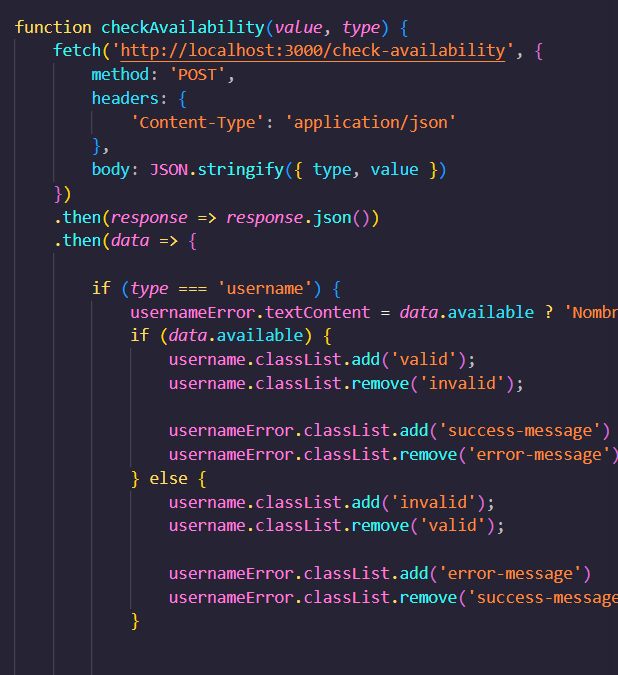 function checkAvailability(value, type) {
fetch('http://localhost:3000/check-availability', {
method: 'POST',
headers: {
'Content-Type': 'application/json'
},
body: JSON.stringify({ type, value })
})
.then(response => response.json())
.then(data => {
if (type === 'username') {
usernameError.textContent = data.available ? 'Nombr
if (data.available) {
username.classList.add('valid');
username.classList.remove('invalid');
usernameError.classList.add('success-message')
usernameError.classList.remove('error-message')
} else {
username.classList.add('invalid');
username.classList.remove('valid');
usernameError.classList.add('error-message')
usernameError.classList.remove('success-message
}